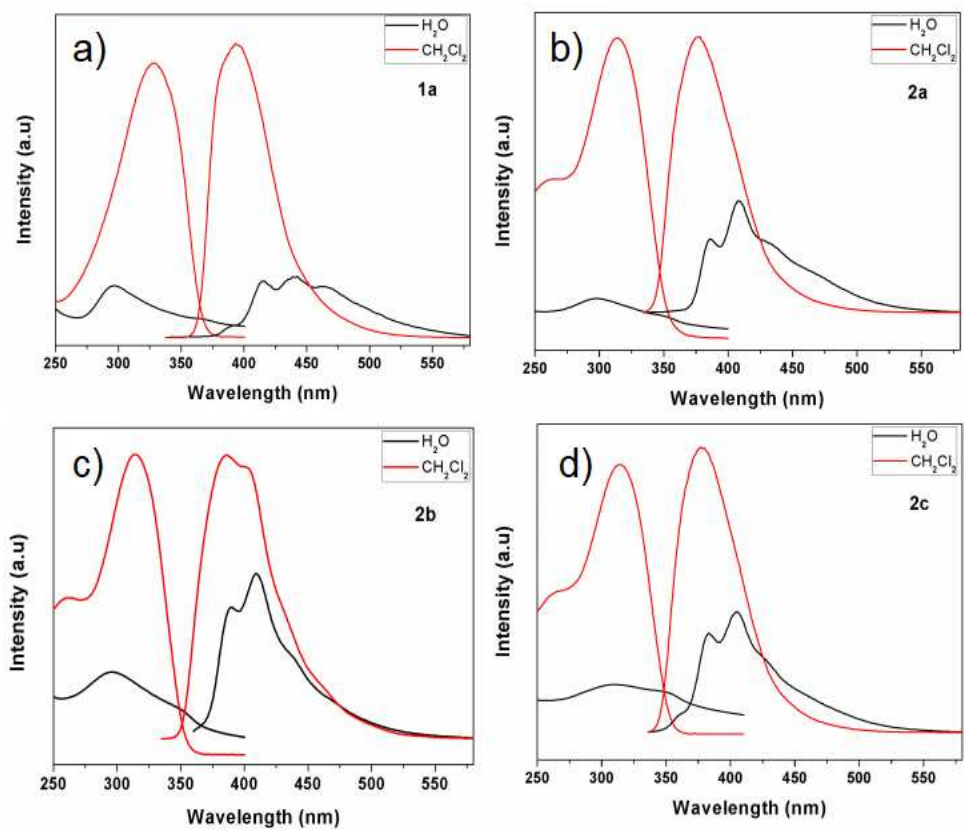 a)
H₂O
CH₂Cl₂
1a
Intensity (a.u)
250 300 350 400 450 500 550
Wavelength (nm)
b)
H₂O
CH₂Cl₂
2a
Intensity (a.u)
250 300 350 400 450 500 550
Wavelength (nm)
c)
H₂O
CH₂Cl₂
2b
Intensity (a.u)
250 300 350 400 450 500 550
Wavelength (nm)
d)
H₂O
CH₂Cl₂
2c
Intensity (a.u)
250 300 350 400 450 500 550
Wavelength (nm)